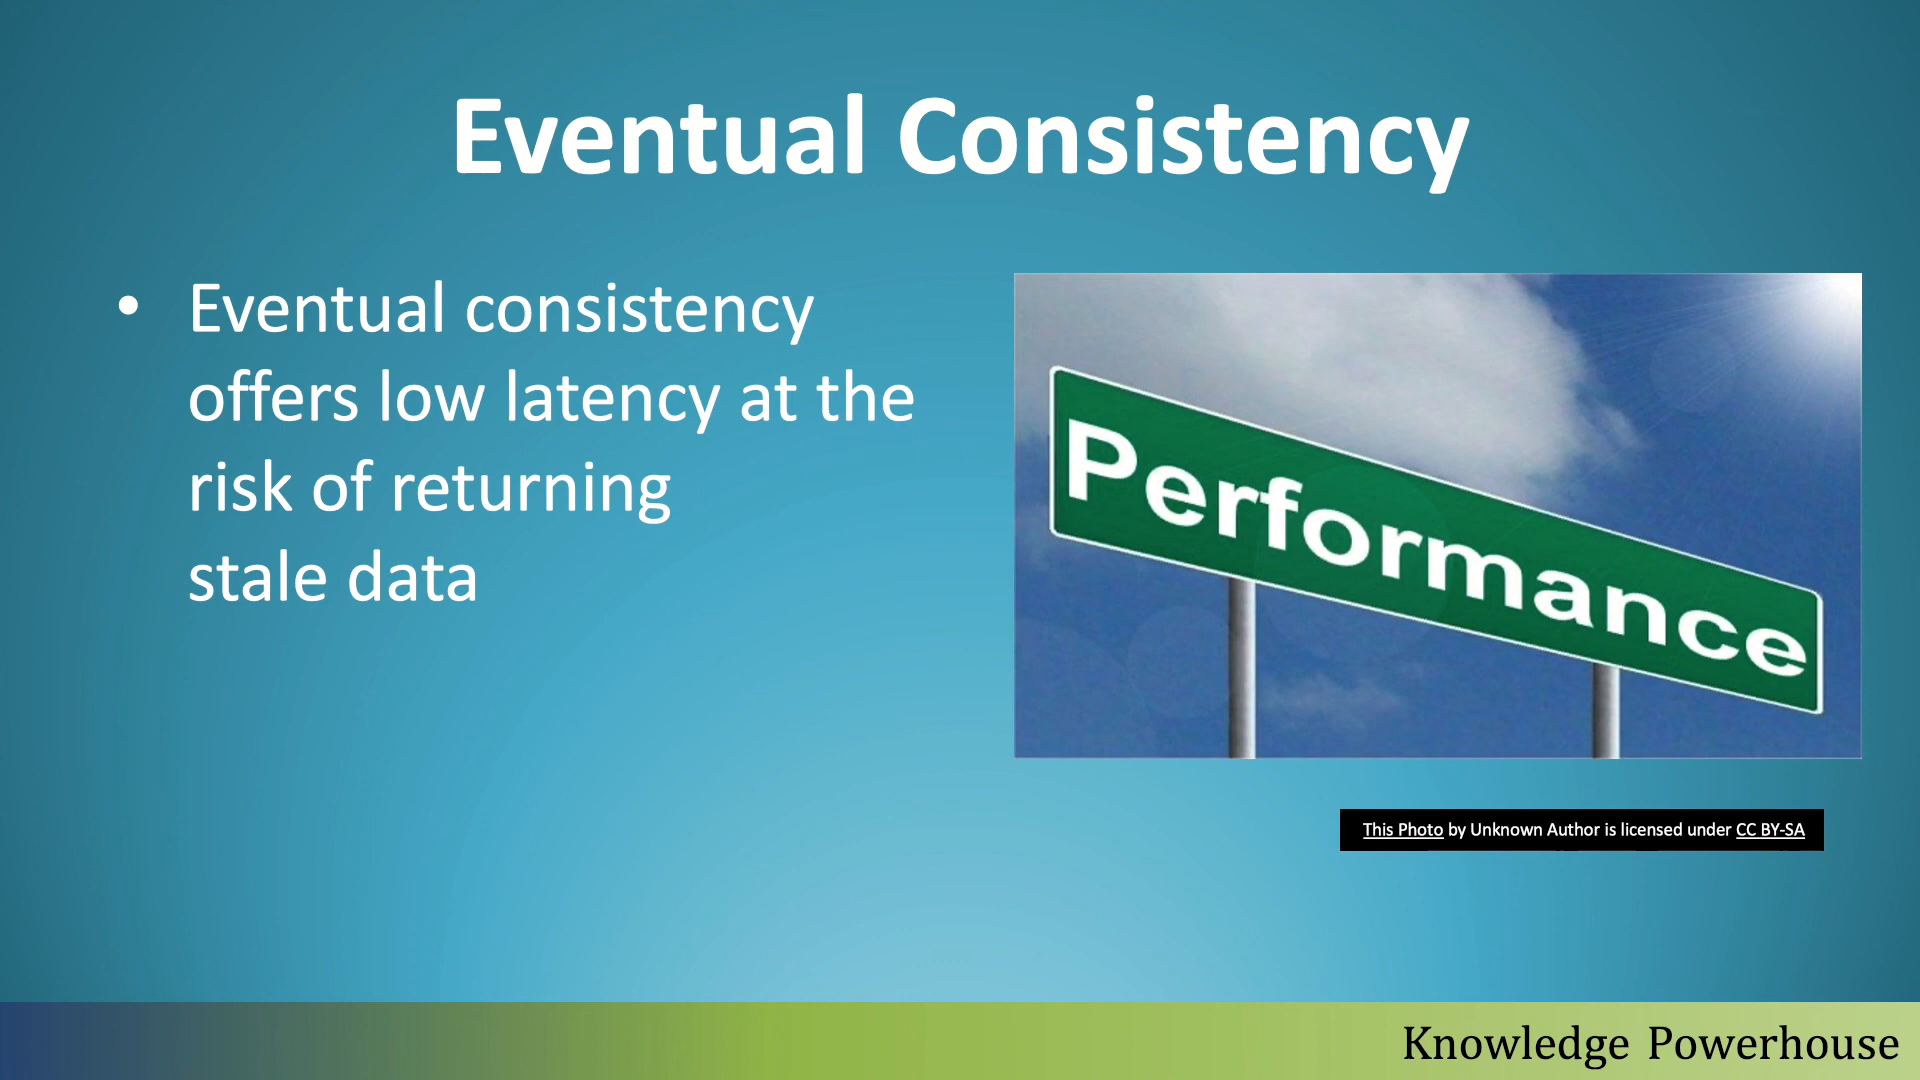 Eventual Consistency
• Eventual consistency
offers low latency at the
risk of returning
stale data
Performance
This Photo by Unknown Author is licensed under CC BY-SA
Knowledge Powerhouse